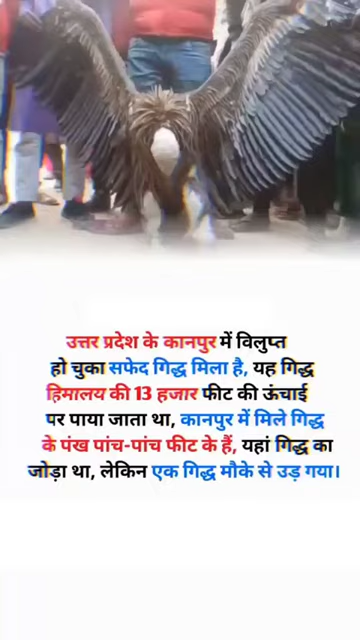 उत्तर प्रदेश के कानपुर में विलुप्त
हो चुका सफेद गिद्ध मिला है, यह गिद्ध
हिमालय की 13 हजार फीट की ऊंचाई
पर पाया जाता था, कानपुर में मिले गिद्ध
के पंख पांच-पांच फीट के हैं, यहां गिद्ध का
जोड़ा था, लेकिन एक गिद्ध मौके से उड़ गया।